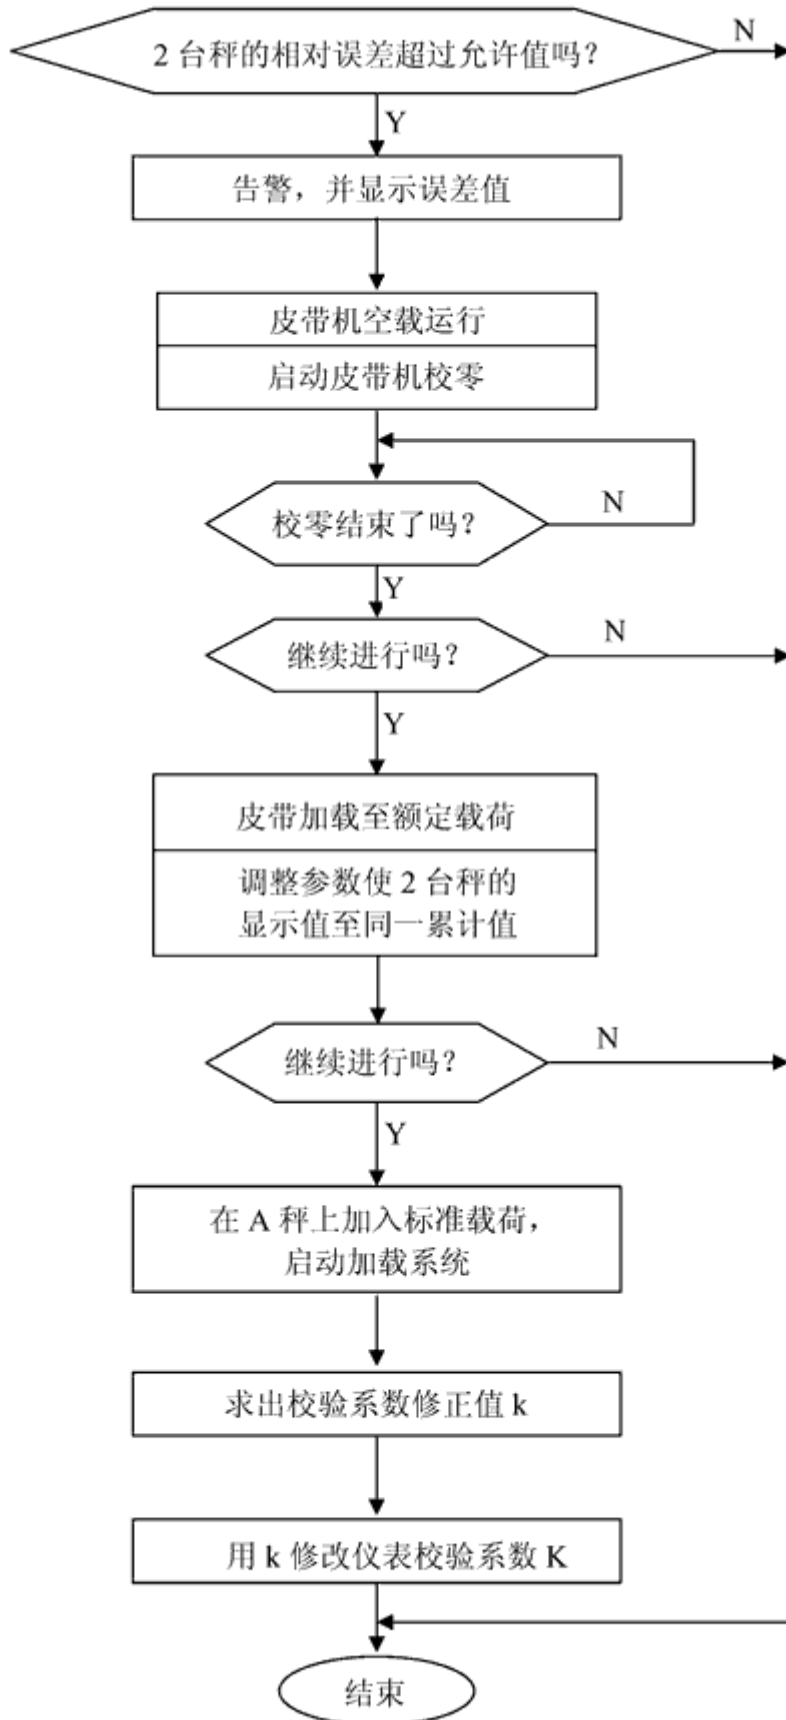 2 台秤的相对误差超过允许值吗？
N
Y
告警，并显示误差值
皮带机空载运行
启动皮带机校零
校零结束了吗？
N
Y
继续进行吗？
N
Y
皮带加载至额定载荷
调整参数使 2 台秤的
显示值至同一累计值
继续进行吗？
N
Y
在 A 秤上加入标准载荷，
启动加载系统
求出校验系数修正值 k
用 k 修改仪表校验系数 K
结束